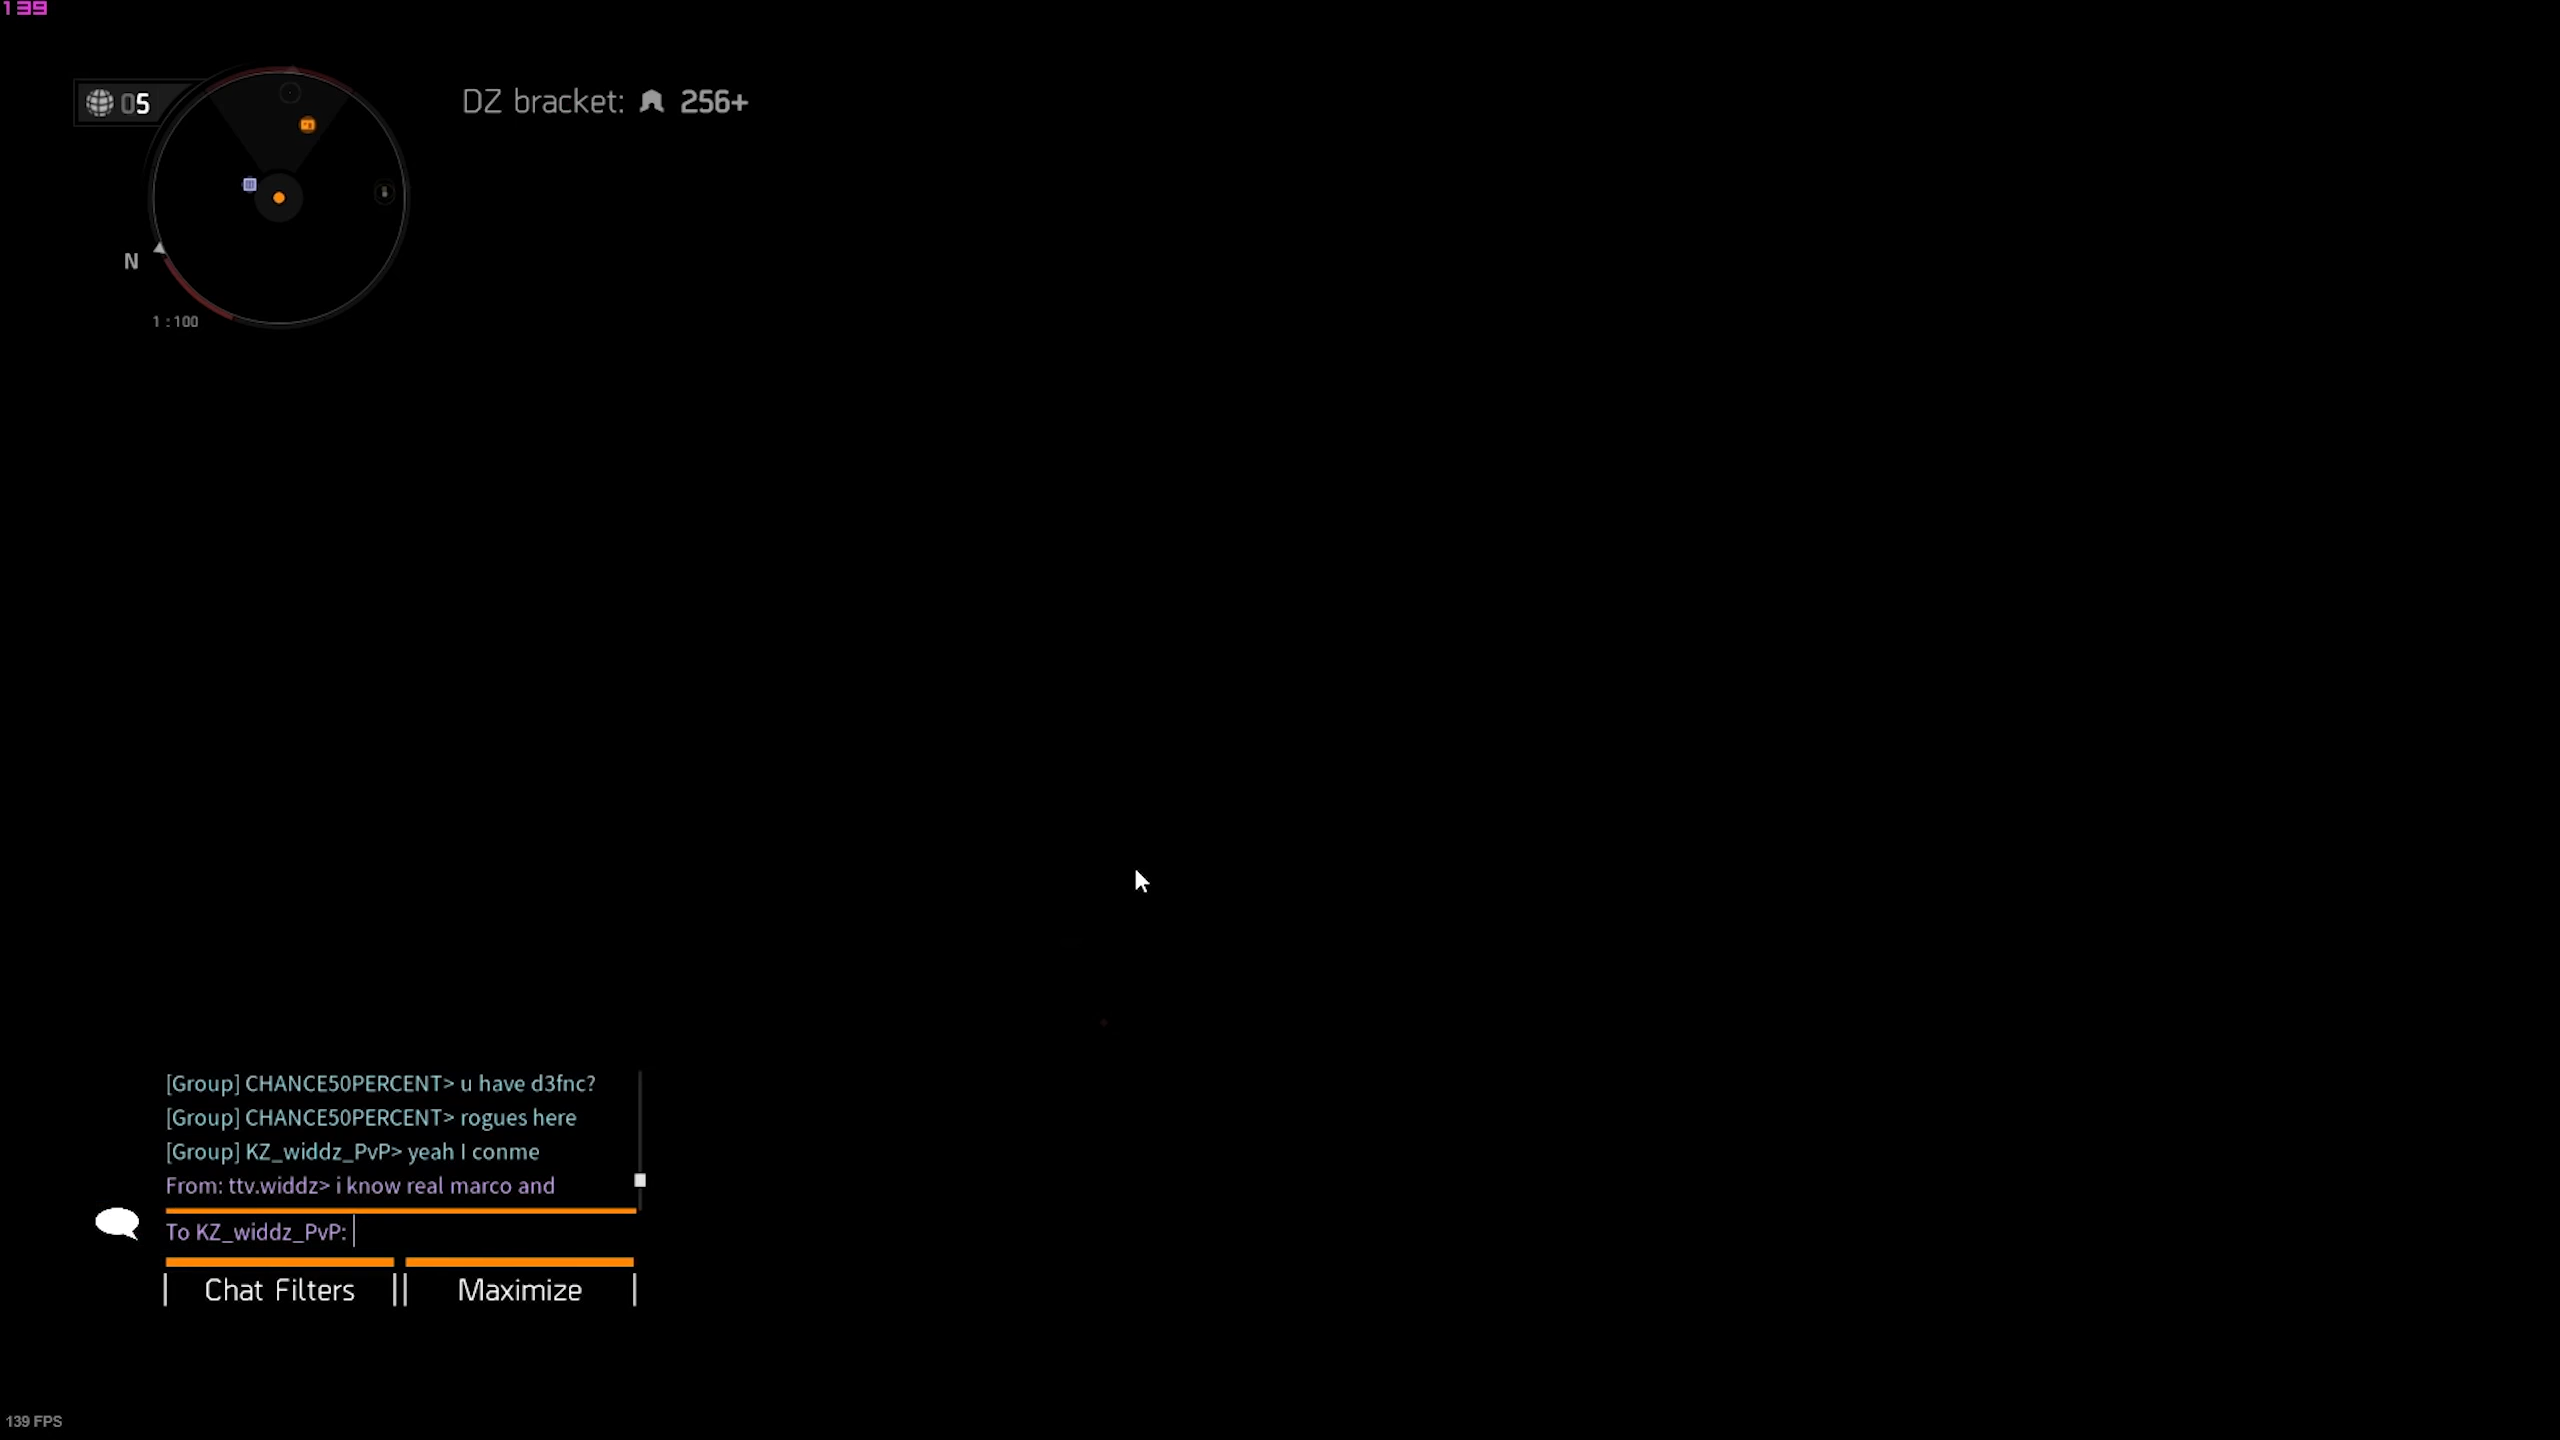 139
05
DZ bracket: 256+
N
1 : 100
[Group] CHANCE50PERCENT> u have d3fnc?
[Group] CHANCE50PERCENT> rogues here
[Group] KZ_widdz_PvP> yeah I conme
From: ttv.widdz> i know real marco and
To KZ_widdz_PvP:
Chat Filters
Maximize
139 FPS